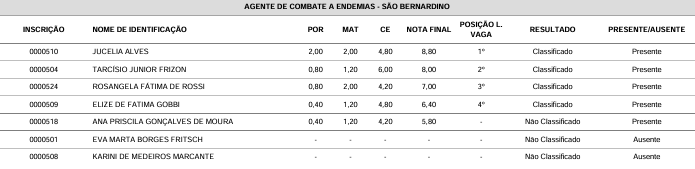 AGENTE DE COMBATE A ENDEMIAS - SÃO BERNARDINO
INSCRIÇÃO NOME DE IDENTIFICAÇÃO POR MAT CE NOTA FINAL POSIÇÃO L. VAGA RESULTADO PRESENTE/AUSENTE
0000510 JUCELIA ALVES 2,00 2,00 4,80 8,80 1º Classificado Presente
0000504 TARCÍSIO JUNIOR FRIZON 0,80 1,20 6,00 8,00 2º Classificado Presente
0000524 ROSANGELA FÁTIMA DE ROSSI 0,80 2,00 4,20 7,00 3º Classificado Presente
0000509 ELIZE DE FATIMA GOBBI 0,40 1,20 4,80 6,40 4º Classificado Presente
0000518 ANA PRISCILA GONÇALVES DE MOURA 0,40 1,20 4,20 5,80 - Não Classificado Presente
0000501 EVA MARTA BORGES FRITSCH - - - - - Não Classificado Ausente
0000508 KARINI DE MEDEIROS MARCANTE - - - - - Não Classificado Ausente